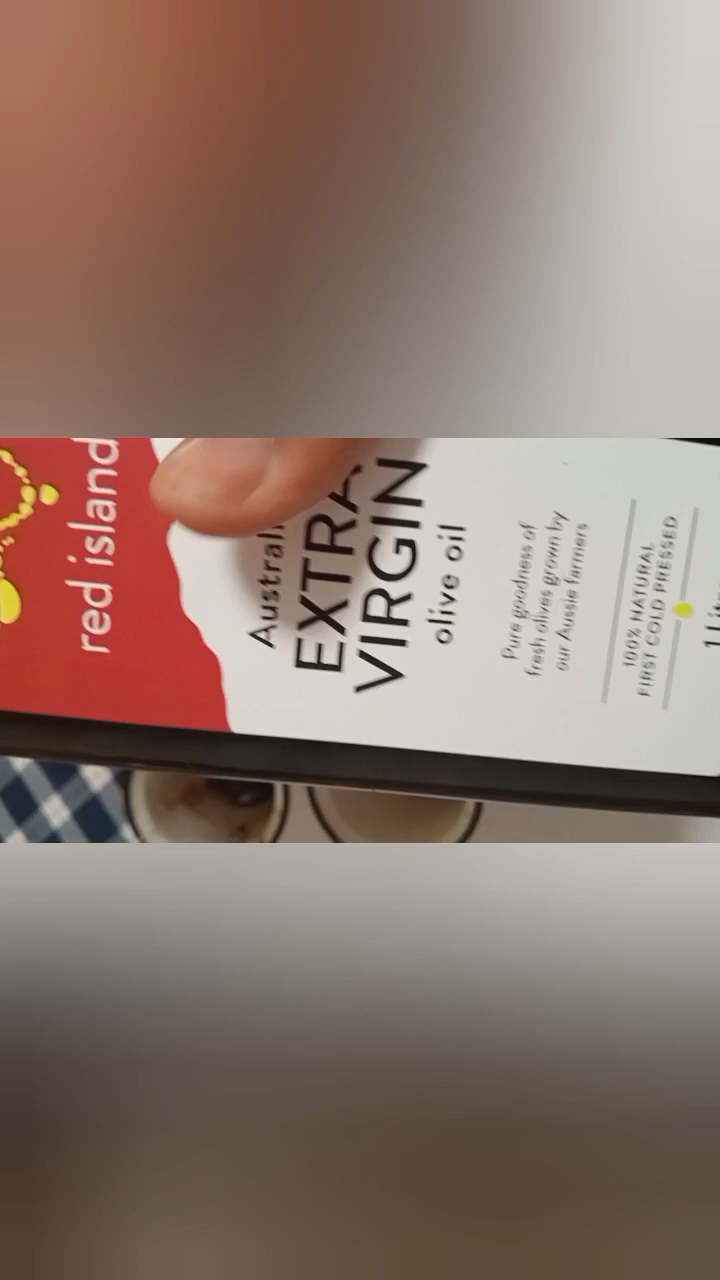 red island
Australi
EXTRA
VIRGIN
olive oil
Pure goodness of
fresh olives grown by
our Aussie farmers
100% NATURAL
FIRST COLD PRESSED